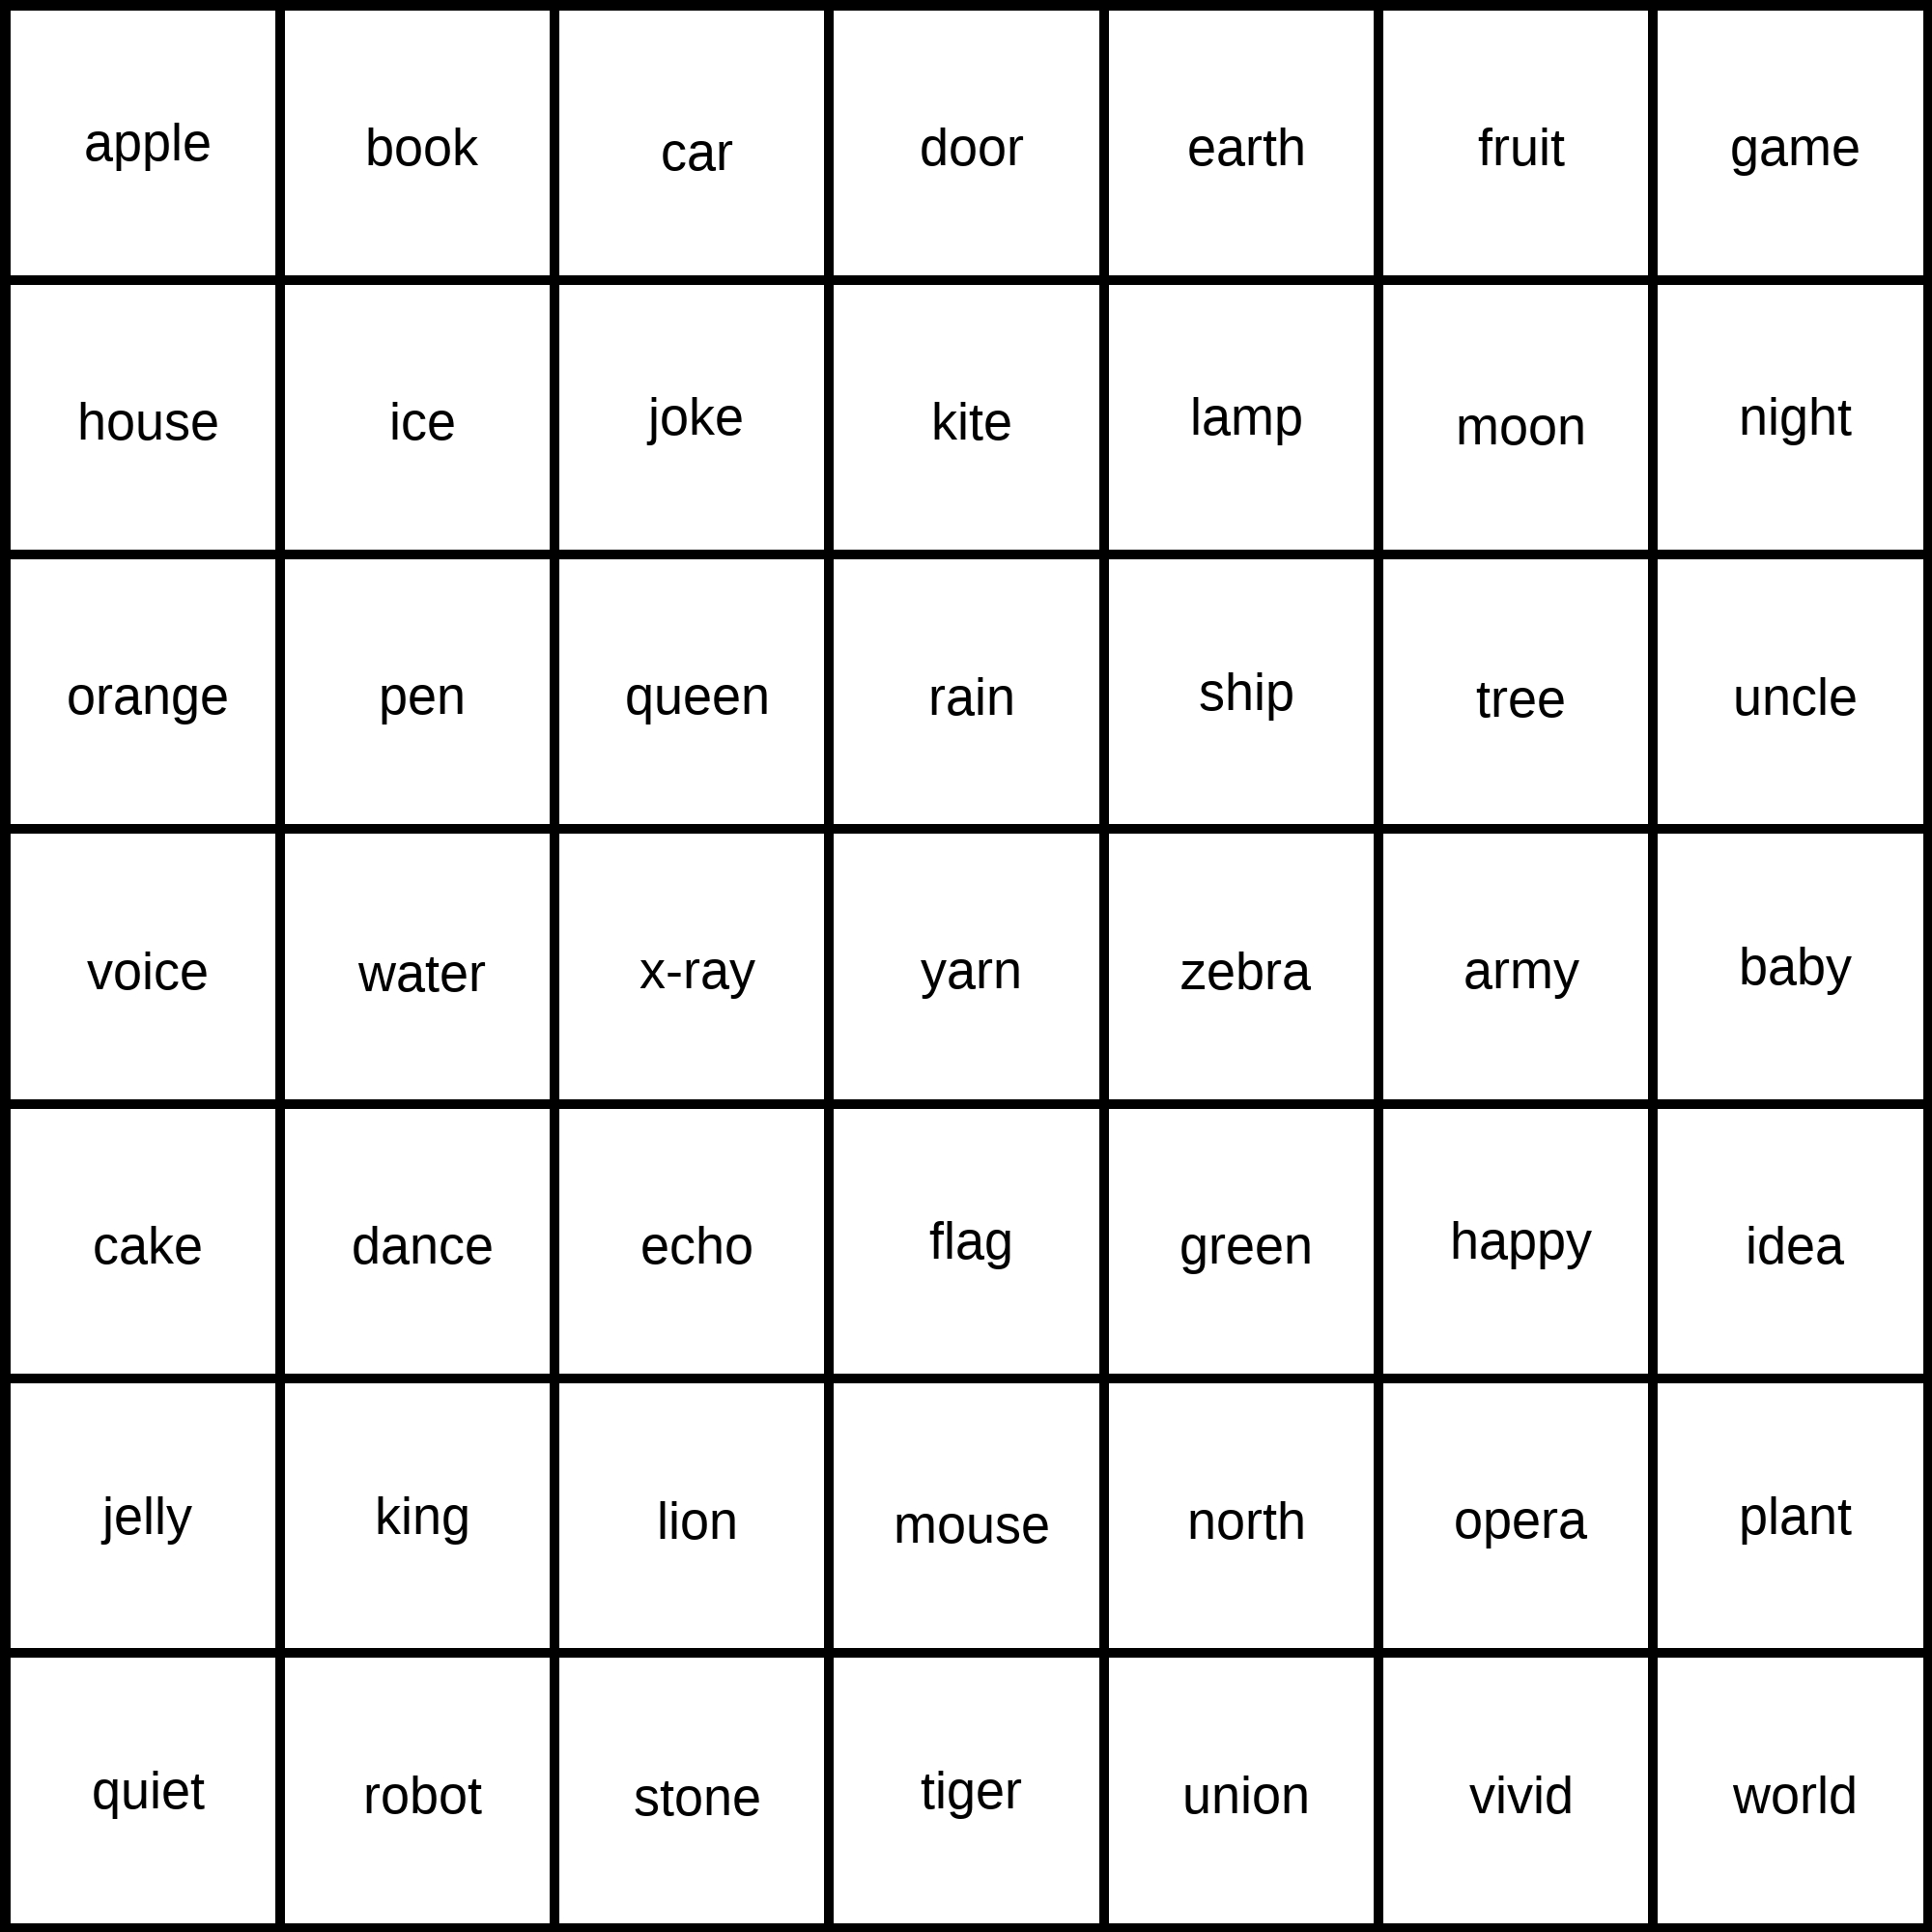 apple book car door earth fruit game
house ice joke kite lamp moon night
orange pen queen rain ship tree uncle
voice water x-ray yarn zebra army baby
cake dance echo flag green happy idea
jelly king lion mouse north opera plant
quiet robot stone tiger union vivid world